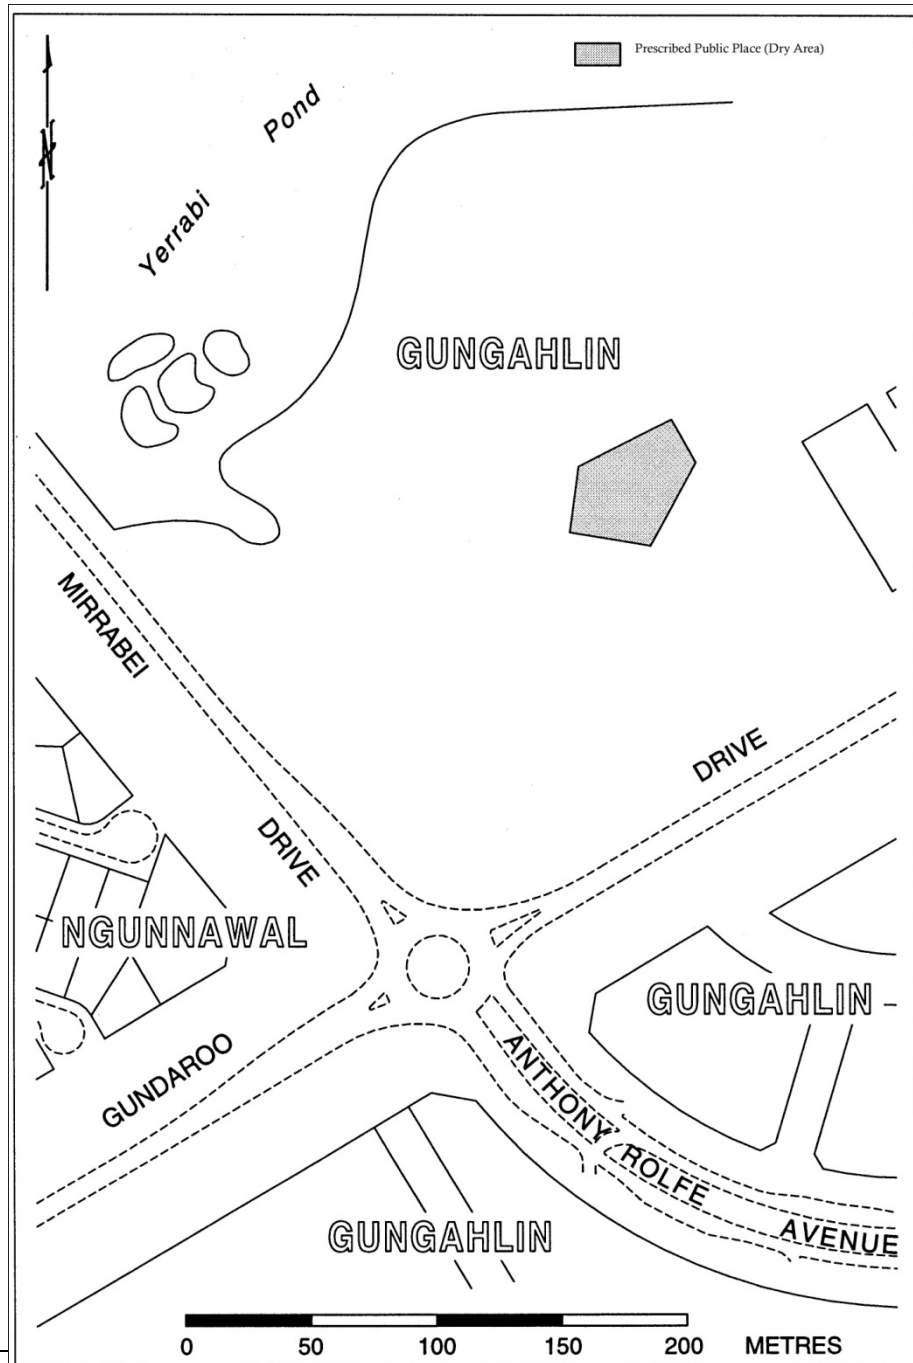 Prescribed Public Place (Dry Area)
N
Yerrabi Pond
GUNGAHLIN
MIRRABEI DRIVE
DRIVE
NGUNNAWAL
GUNGAHLIN
GUNDAROO
ANTHONY ROLFE AVENUE
GUNGAHLIN
0 50 100 150 200 METRES